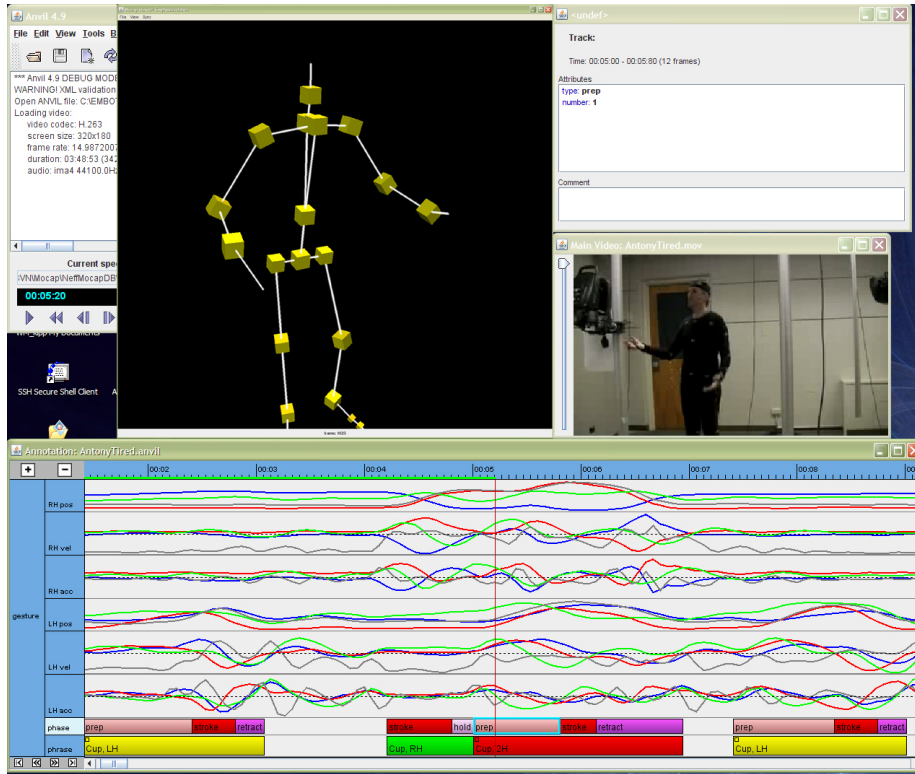 Anvil 4.9
File Edit View Tools B
*** Anvil 4.9 DEBUG MODE
WARNING! XML validation
Open ANVIL file: C:\EMBOT
Loading video:
video codec: H.263
screen size: 320x180
frame rate: 14.9872007
duration: 03:48:53 (342
audio: ima4 44100.0Hz
Current spe
:VN\Mocap\NeffMocapDB\
00:05:20
SSH Secure Shell Client
A
File View Sync
<undef>
Track:
Time: 00:05:00 - 00:05:80 (12 frames)
Attributes
type: prep
number: 1
Comment
Main Video: AntonyTired.mov
Annotation: AntonyTired.anvil
00:02 00:03 00:04 00:05 00:06 00:07 00:08 00
gesture
RH pos
RH vel
RH acc
LH pos
LH vel
LH acc
phase prep stroke retract stroke hold prep stroke retract prep stroke retract
phrase Cup, LH Cup, RH Cup, 2H Cup, LH